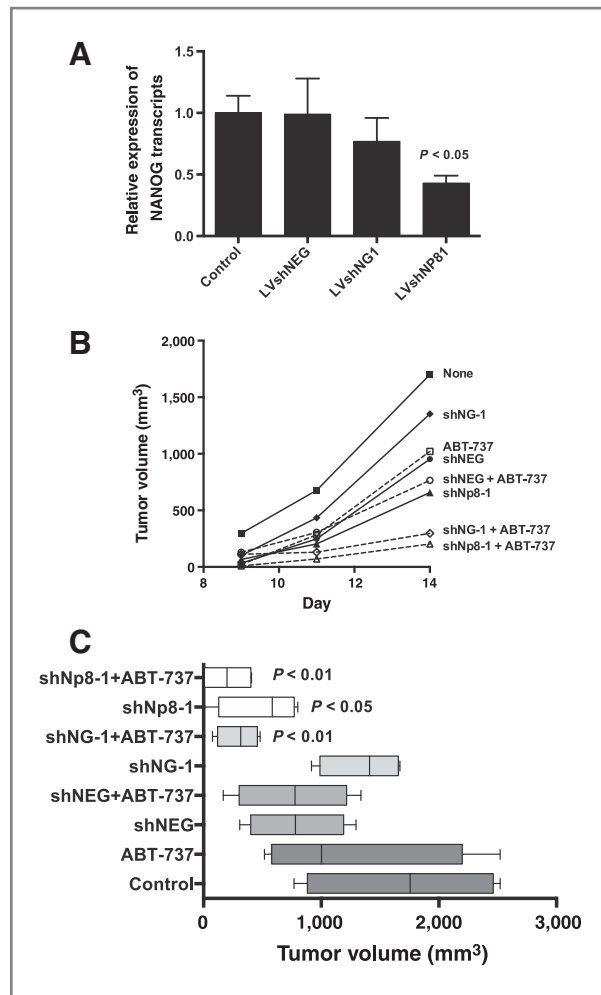 A
Relative expression of
NANOG transcripts
1.5
1.0
0.5
0.0
P < 0.05
Control
LVshNEG
LVshNG1
LVshNP81
B
Tumor volume (mm3)
2,000
1,500
1,000
500
0
8
10
12
14
Day
None
shNG-1
ABT-737
shNEG
shNEG + ABT-737
shNp8-1
shNG-1 + ABT-737
shNp8-1 + ABT-737
C
shNp8-1+ABT-737
P < 0.01
shNp8-1
P < 0.05
shNG-1+ABT-737
P < 0.01
shNG-1
shNEG+ABT-737
shNEG
ABT-737
Control
0
1,000
2,000
3,000
Tumor volume (mm3)